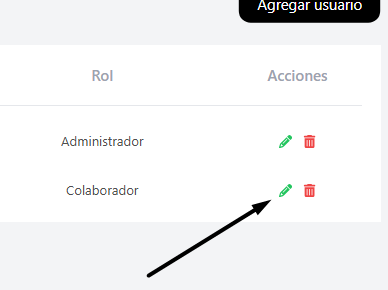 Agregar usuario
Rol Acciones
Administrador
Colaborador